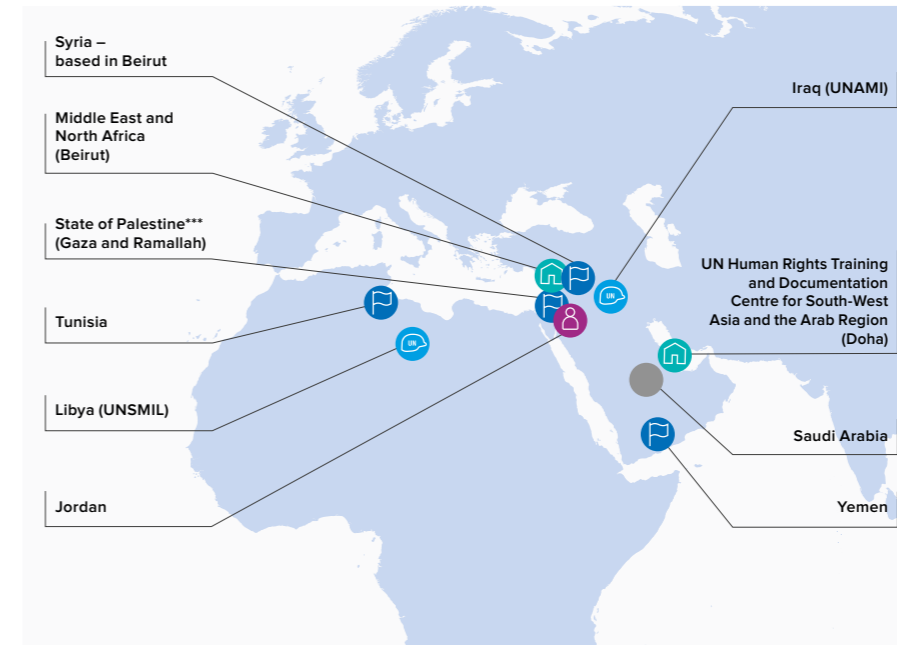 Syria –
based in Beirut
Middle East and
North Africa
(Beirut)
State of Palestine***
(Gaza and Ramallah)
Tunisia
Libya (UNSMIL)
Jordan
Iraq (UNAMI)
UN Human Rights Training
and Documentation
Centre for South-West
Asia and the Arab Region
(Doha)
Saudi Arabia
Yemen
UN
UN